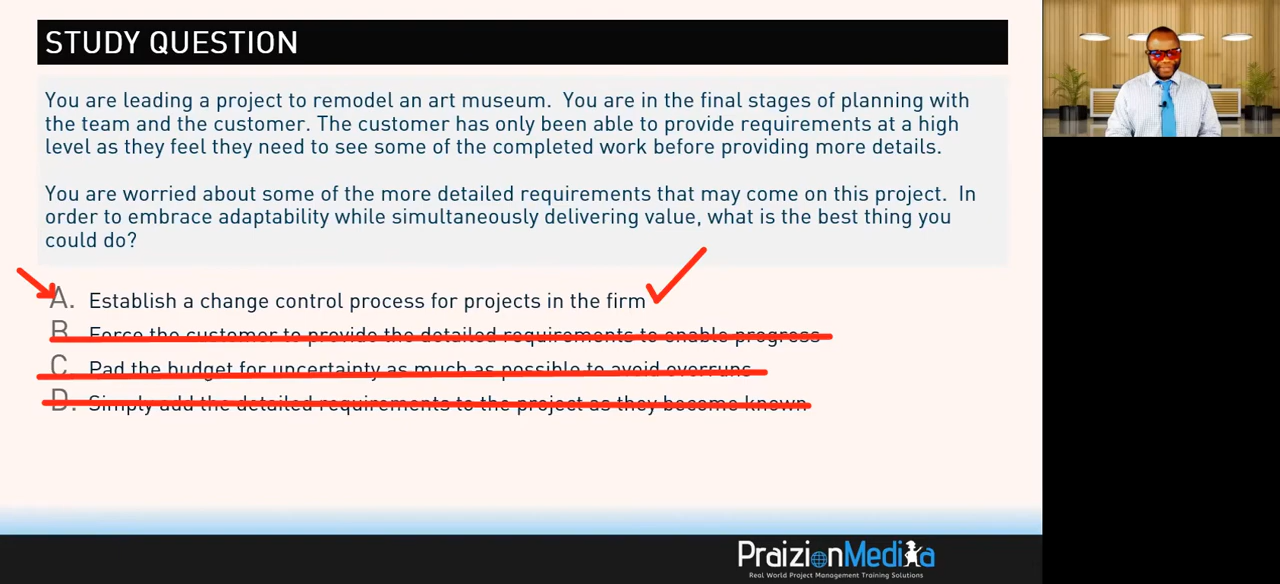 STUDY QUESTION
You are leading a project to remodel an art museum. You are in the final stages of planning with
the team and the customer. The customer has only been able to provide requirements at a high
level as they feel they need to see some of the completed work before providing more details.
You are worried about some of the more detailed requirements that may come on this project. In
order to embrace adaptability while simultaneously delivering value, what is the best thing you
could do?
A. Establish a change control process for projects in the firm
B. Force the customer to provide the detailed requirements to enable progress
C. Pad the budget for uncertainty as much as possible to avoid overruns
D. Simply add the detailed requirements to the project as they become known
PraizionMedia
Real World Project Management Training Solutions